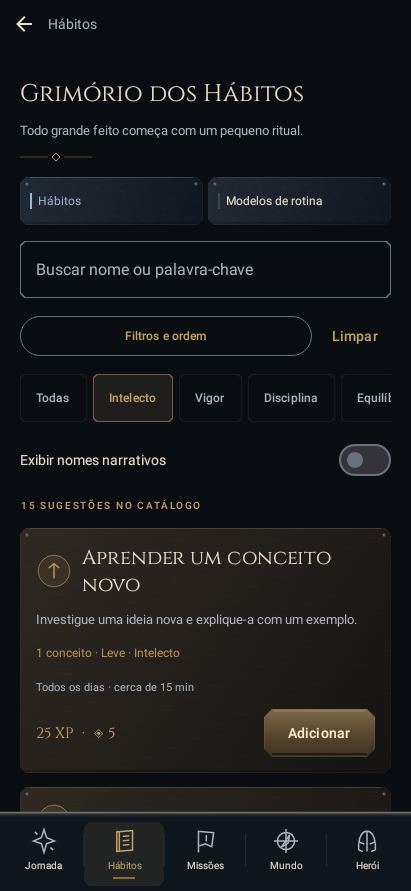 Hábitos
Grimório dos Hábitos
Todo grande feito começa com um pequeno ritual.
Hábitos
Modelos de rotina
Buscar nome ou palavra-chave
Filtros e ordem
Limpar
Todas
Intelecto
Vigor
Disciplina
Equilíb
Exibir nomes narrativos
15 SUGESTÕES NO CATÁLOGO
Aprender um conceito
novo
Investigue uma ideia nova e explique-a com um exemplo.
1 conceito · Leve · Intelecto
Todos os dias · cerca de 15 min
25 XP · 5
Adicionar
Jornada
Hábitos
Missões
Mundo
Herói